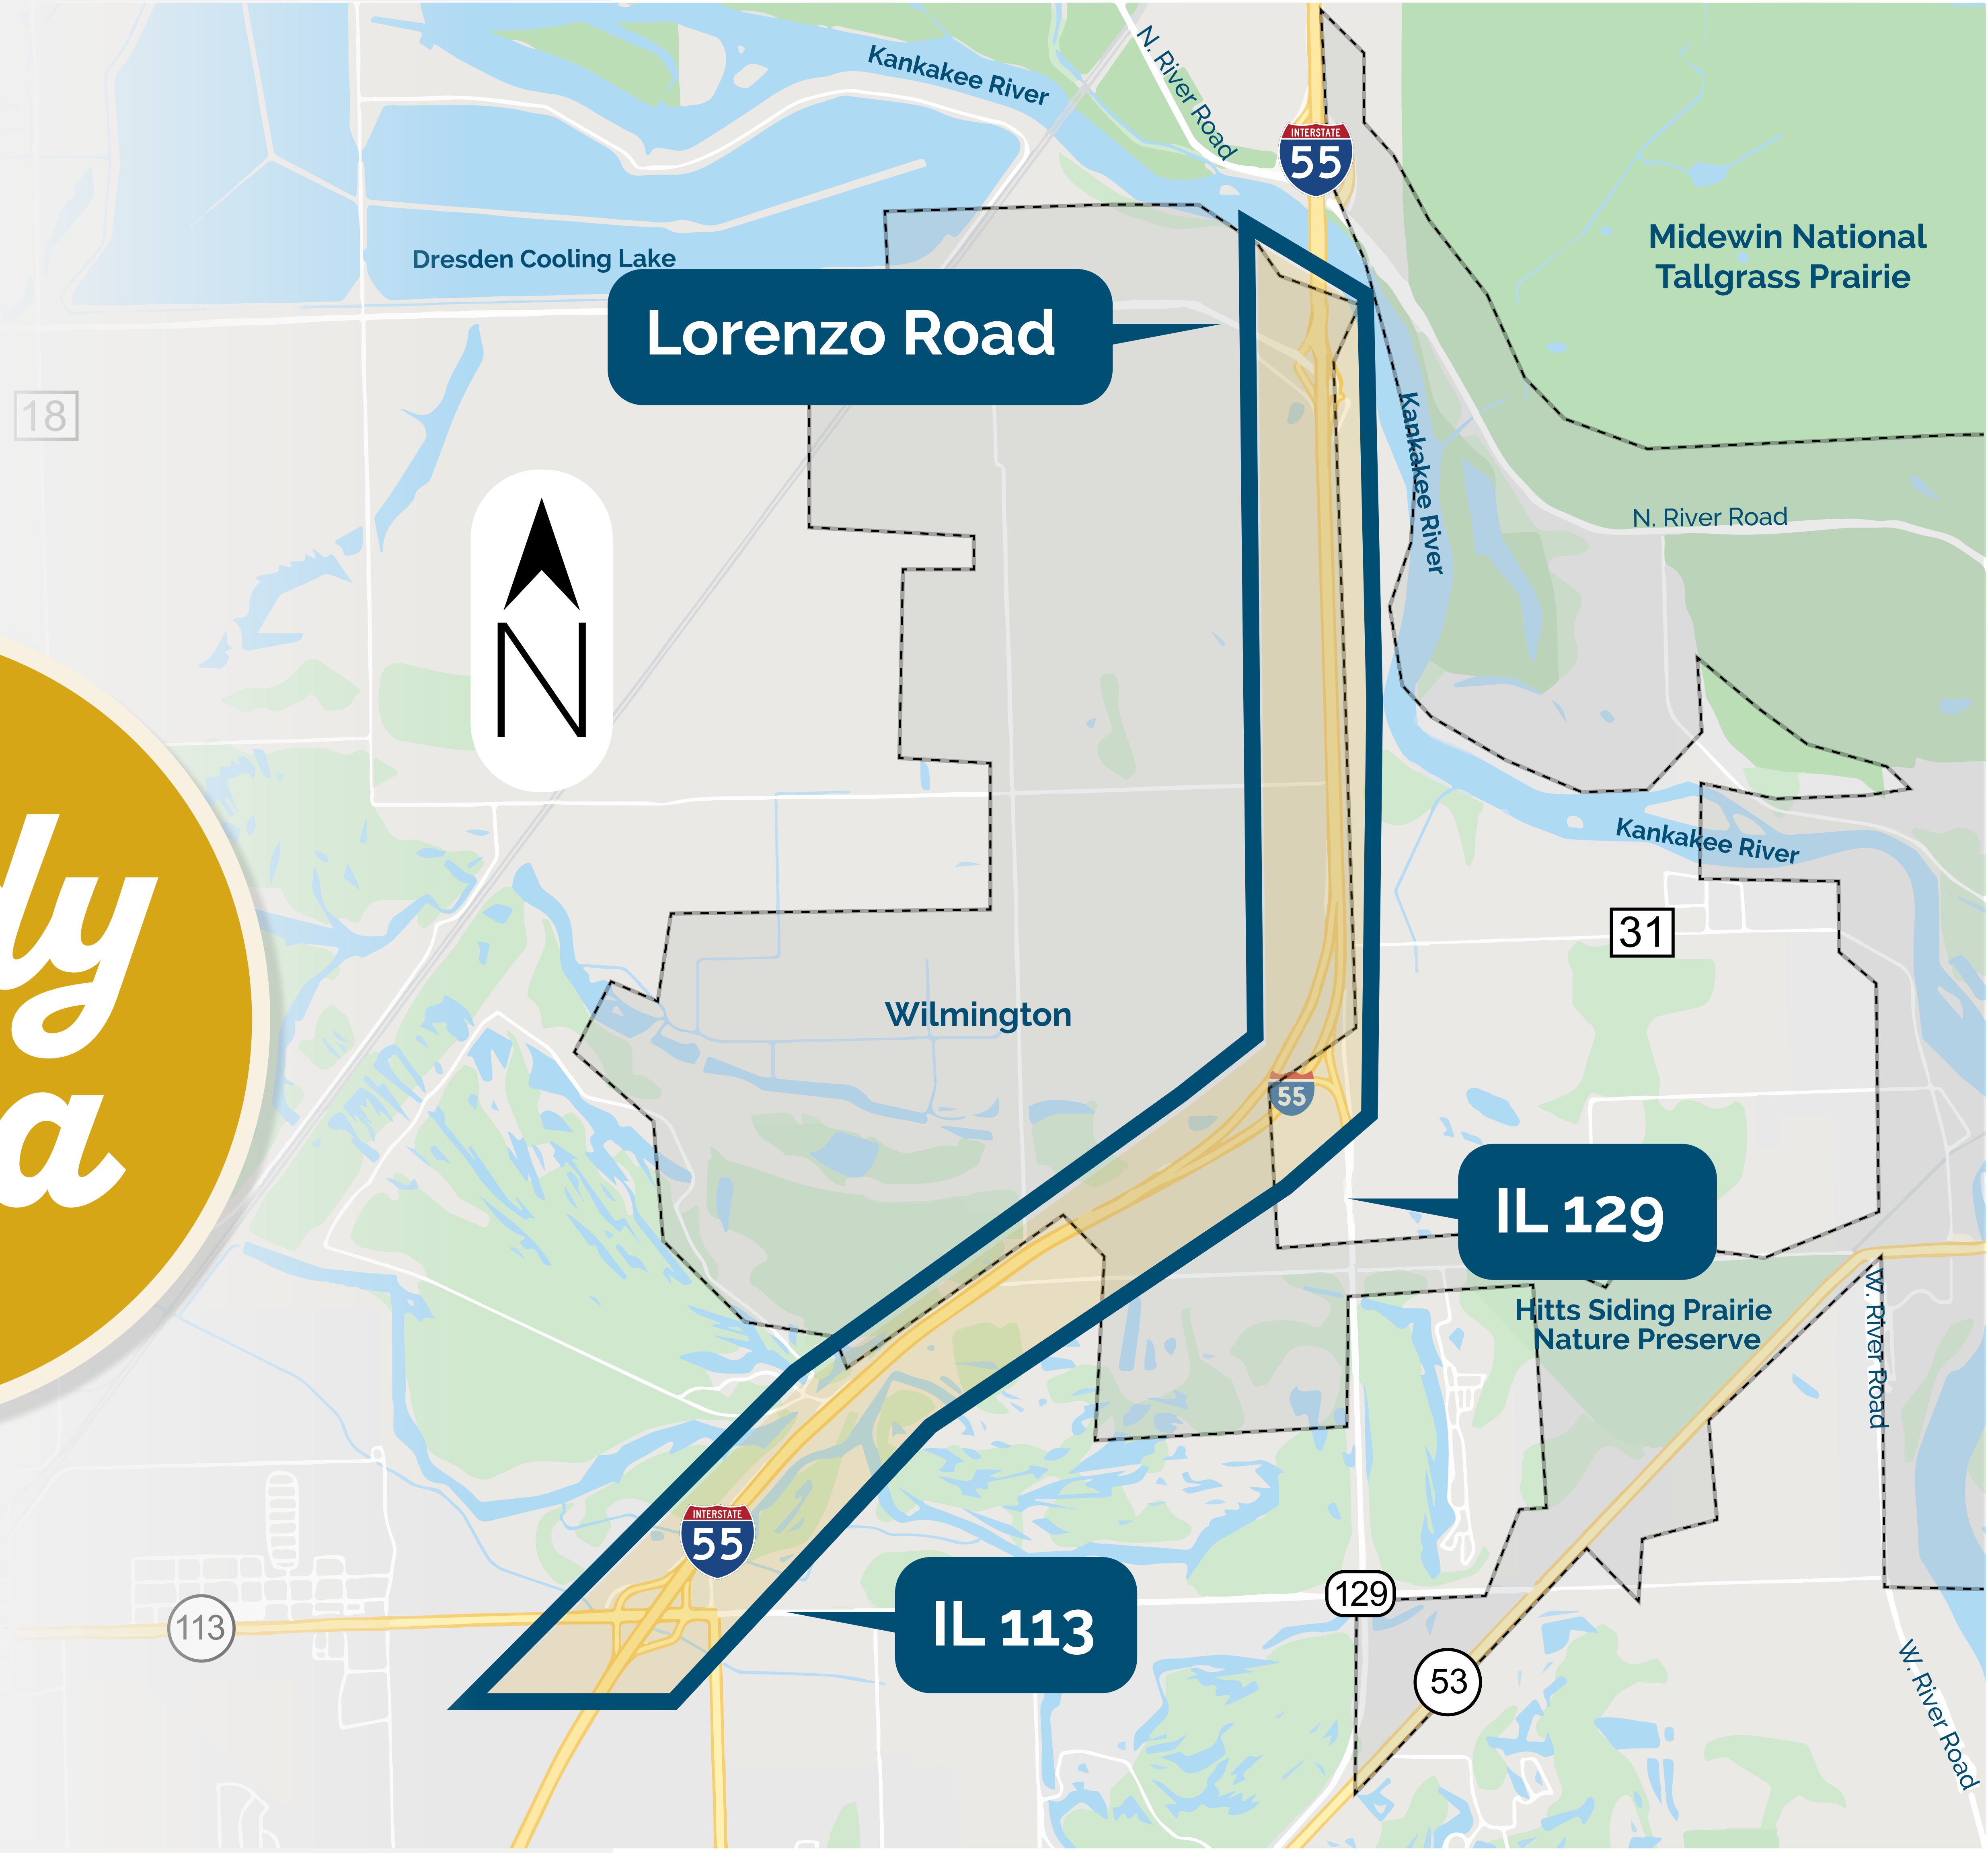 Kankakee River
N. River Road
INTERSTATE
55
Midewin National
Tallgrass Prairie
Dresden Cooling Lake
Lorenzo Road
18
Kankakee River
N. River Road
N
Kankakee River
31
Wilmington
55
IL 129
Hitts Siding Prairie
Nature Preserve
W. River Road
INTERSTATE
55
IL 113
113
129
53
W. River Road